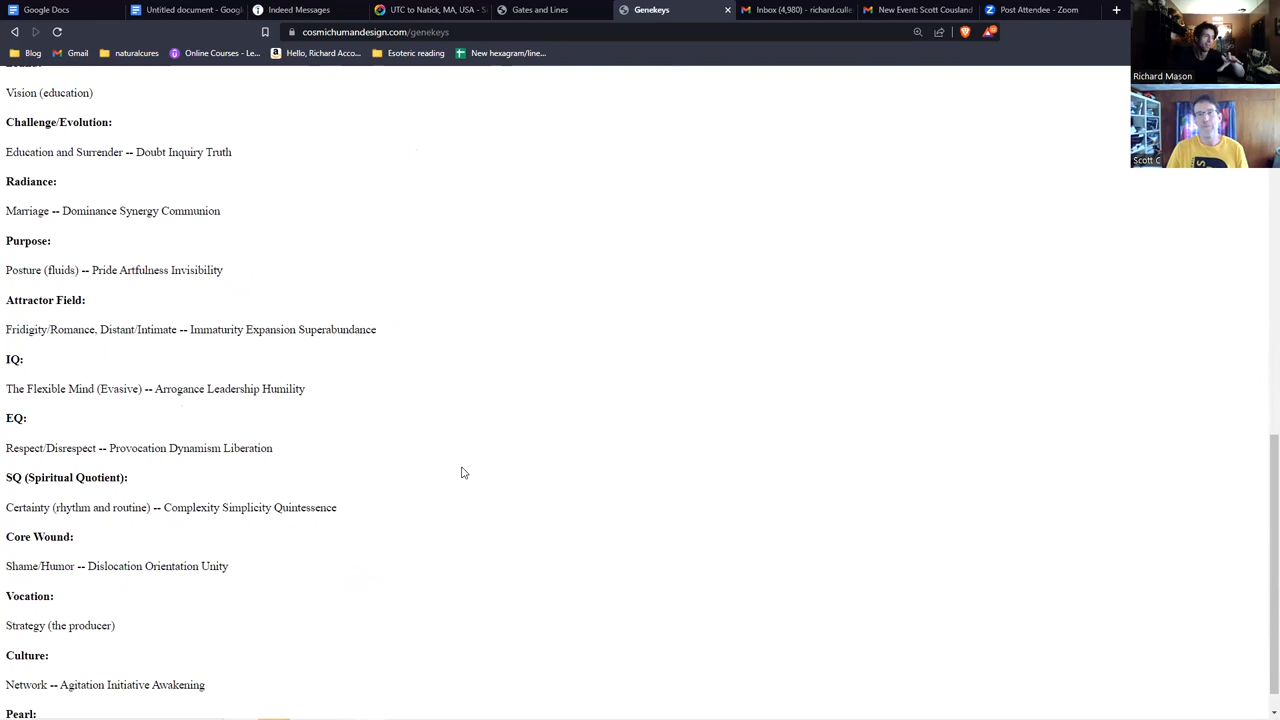 Google Docs
Untitled document - Googl
Indeed Messages
UTC to Natick, MA, USA - S
Gates and Lines
Genekeys
Inbox (4,980) - richard.culle
New Event: Scott Cousland
Post Attendee - Zoom
cosmichumandesign.com/genekeys
Blog
Gmail
naturalcures
Online Courses - Le...
Hello, Richard Acco...
Esoteric reading
New hexagram/line...
Richard Mason
Scott C
Vision (education)
Challenge/Evolution:
Education and Surrender -- Doubt Inquiry Truth
Radiance:
Marriage -- Dominance Synergy Communion
Purpose:
Posture (fluids) -- Pride Artfulness Invisibility
Attractor Field:
Fridigity/Romance, Distant/Intimate -- Immaturity Expansion Superabundance
IQ:
The Flexible Mind (Evasive) -- Arrogance Leadership Humility
EQ:
Respect/Disrespect -- Provocation Dynamism Liberation
SQ (Spiritual Quotient):
Certainty (rhythm and routine) -- Complexity Simplicity Quintessence
Core Wound:
Shame/Humor -- Dislocation Orientation Unity
Vocation:
Strategy (the producer)
Culture:
Network -- Agitation Initiative Awakening
Pearl: